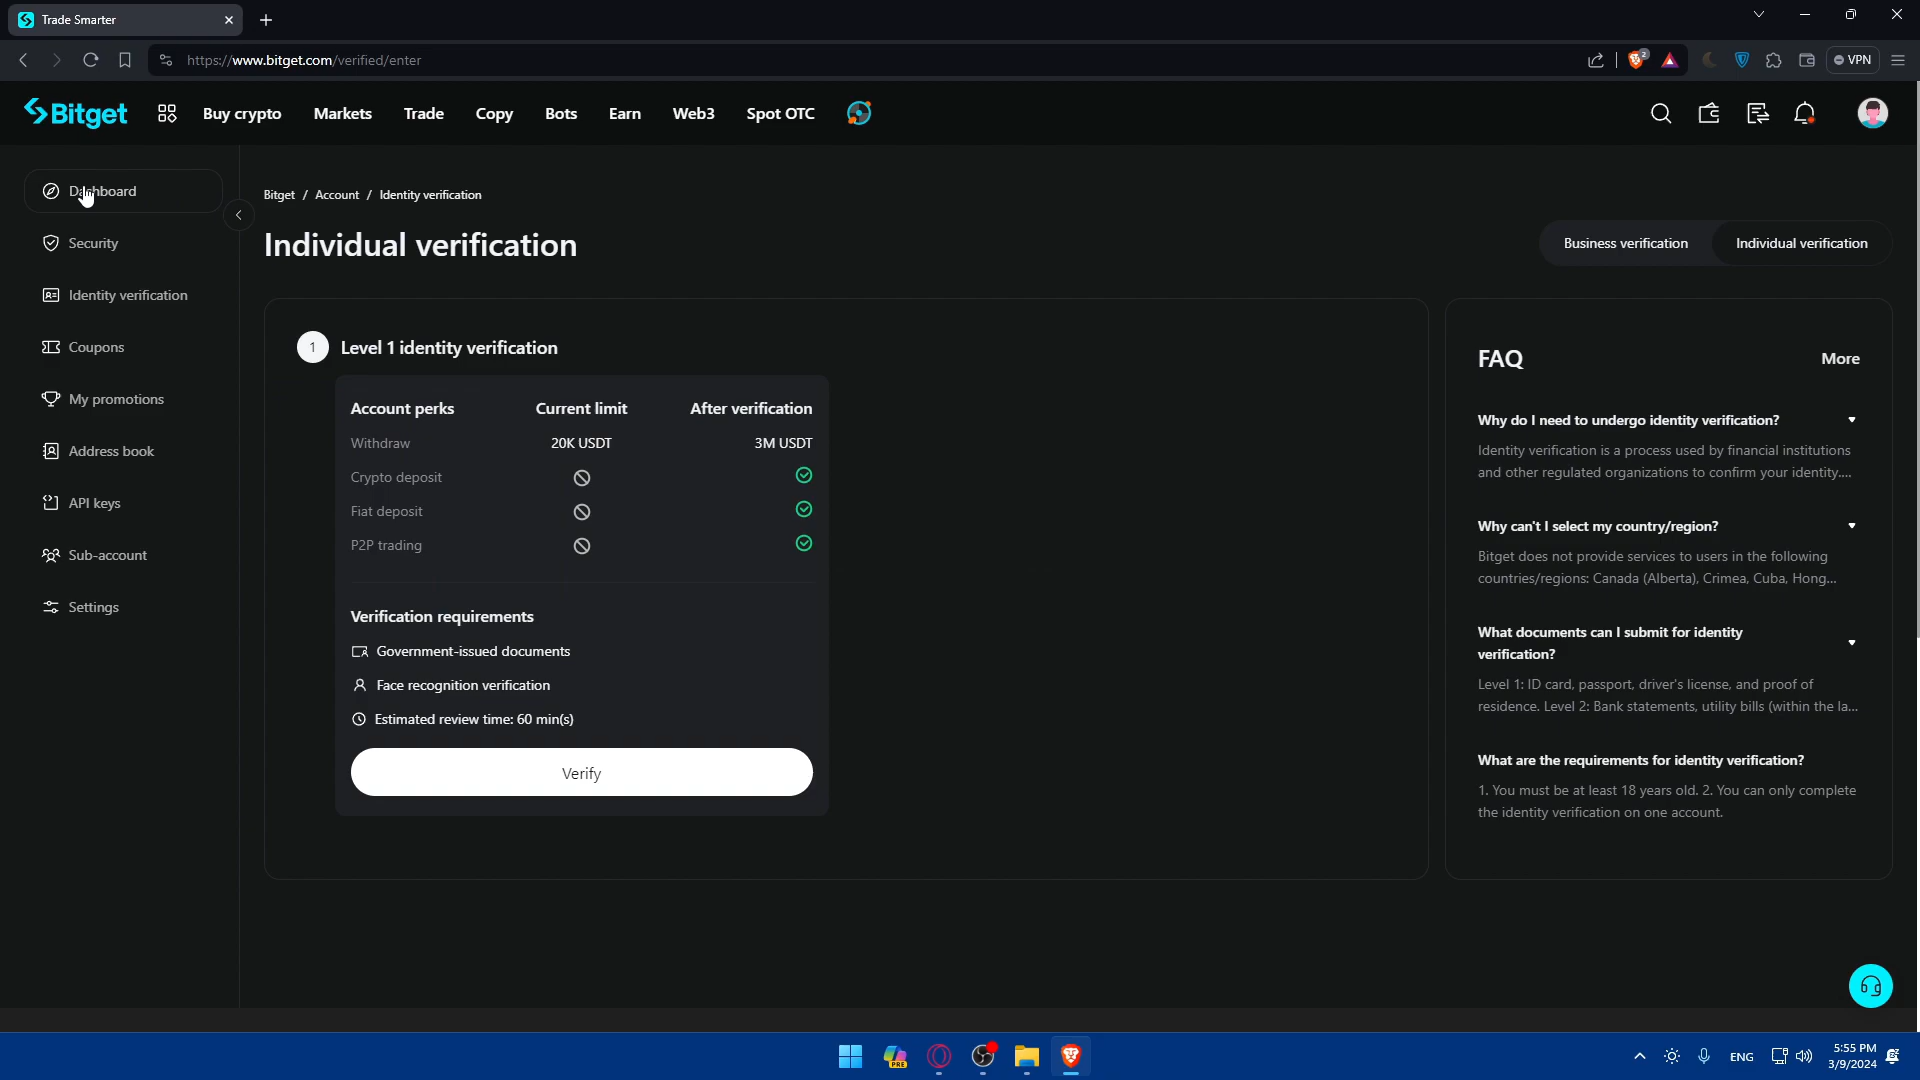 Trade Smarter
https://www.bitget.com/verified/enter
2
VPN
Bitget
Buy crypto
Markets
Trade
Copy
Bots
Earn
Web3
Spot OTC
Dashboard
Security
Identity verification
Coupons
My promotions
Address book
API keys
Sub-account
Settings
Bitget / Account / Identity verification
Individual verification
Business verification
Individual verification
1 Level 1 identity verification
Account perks Current limit After verification
Withdraw 20K USDT 3M USDT
Crypto deposit
Fiat deposit
P2P trading
Verification requirements
Government-issued documents
Face recognition verification
Estimated review time: 60 min(s)
Verify
FAQ More
Why do I need to undergo identity verification?
Identity verification is a process used by financial institutions
and other regulated organizations to confirm your identity....
Why can't I select my country/region?
Bitget does not provide services to users in the following
countries/regions: Canada (Alberta), Crimea, Cuba, Hong...
What documents can I submit for identity
verification?
Level 1: ID card, passport, driver's license, and proof of
residence. Level 2: Bank statements, utility bills (within the la...
What are the requirements for identity verification?
1. You must be at least 18 years old. 2. You can only complete
the identity verification on one account.
PRE
ENG
5:55 PM
3/9/2024